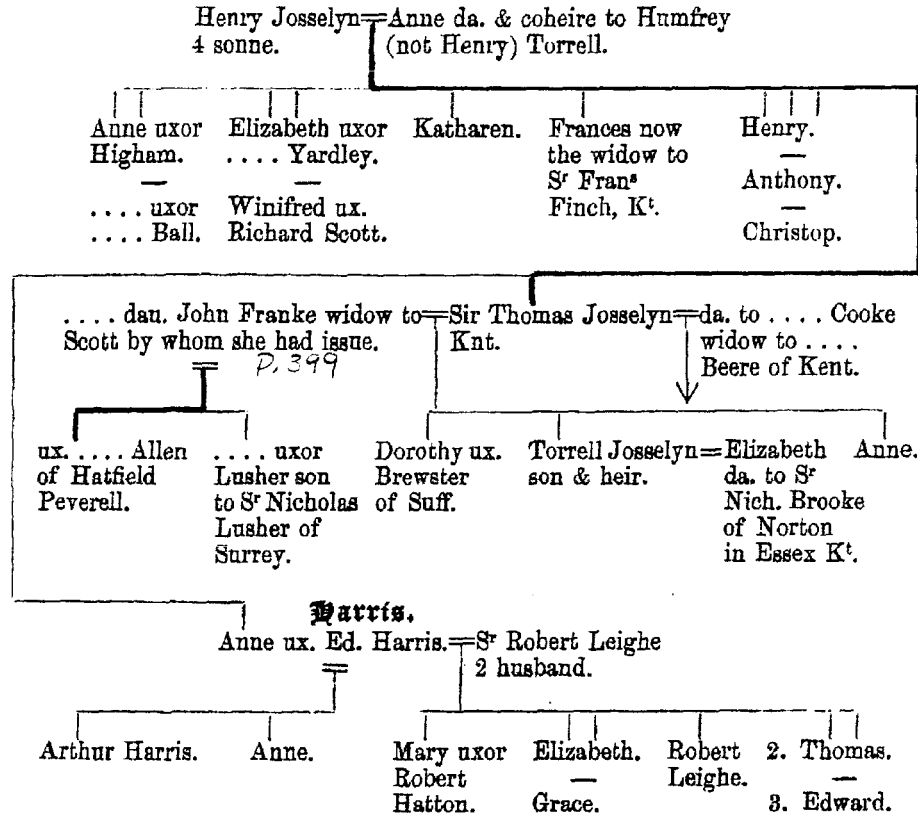 Henry Josselyn=Anne da. & coheire to Humfrey
4 sonne. (not Henry) Torrell.
Anne uxor Elizabeth uxor Katharen. Frances now Henry.
Higham. .... Yardley. the widow to —
— — Sr Frans Anthony.
.... uxor Winifred ux. Finch, Kt. —
.... Ball. Richard Scott. Christop.
.... dau. John Franke widow to=Sir Thomas Josselyn=da. to .... Cooke
Scott by whom she had issue. Knt. widow to ....
P. 399 Beere of Kent.
ux. .... Allen .... uxor Dorothy ux. Torrell Josselyn=Elizabeth Anne.
of Hatfield Lusher son Brewster son & heir. da. to Sr
Peverell. to Sr Nicholas of Suff. Nich. Brooke
Lusher of of Norton
Surrey. in Essex Kt.
Harris.
Anne ux. Ed. Harris.=Sr Robert Leighe
2 husband.
Arthur Harris. Anne. Mary uxor Elizabeth. Robert 2. Thomas.
Robert — Leighe. —
Hatton. Grace. 3. Edward.